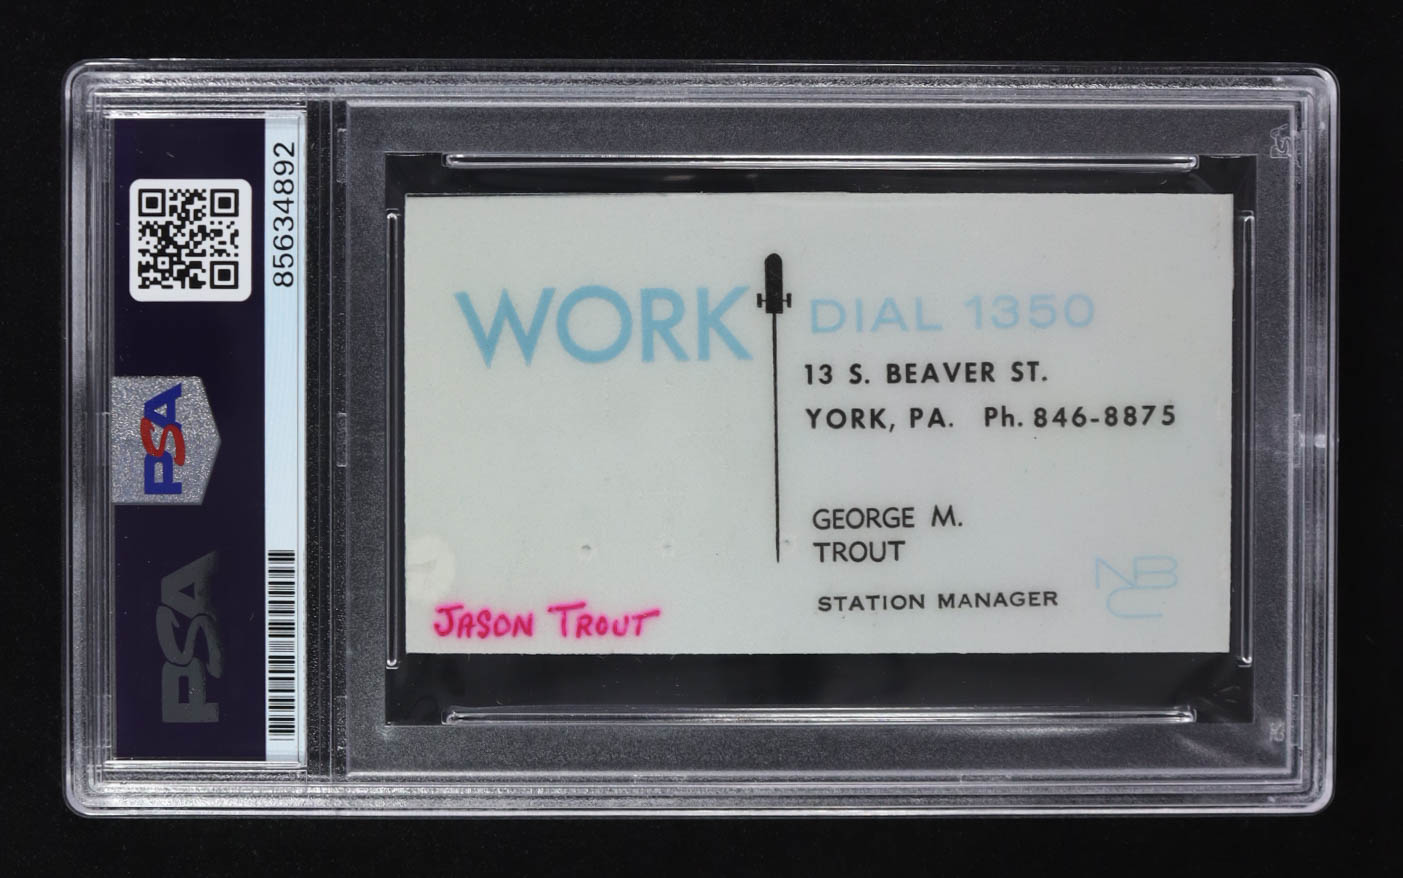 85634892
PSA
PSA
WORK
DIAL 1350
13 S. BEAVER ST.
YORK, PA. Ph. 846-8875
GEORGE M.
TROUT
STATION MANAGER
NBC
JASON TROUT